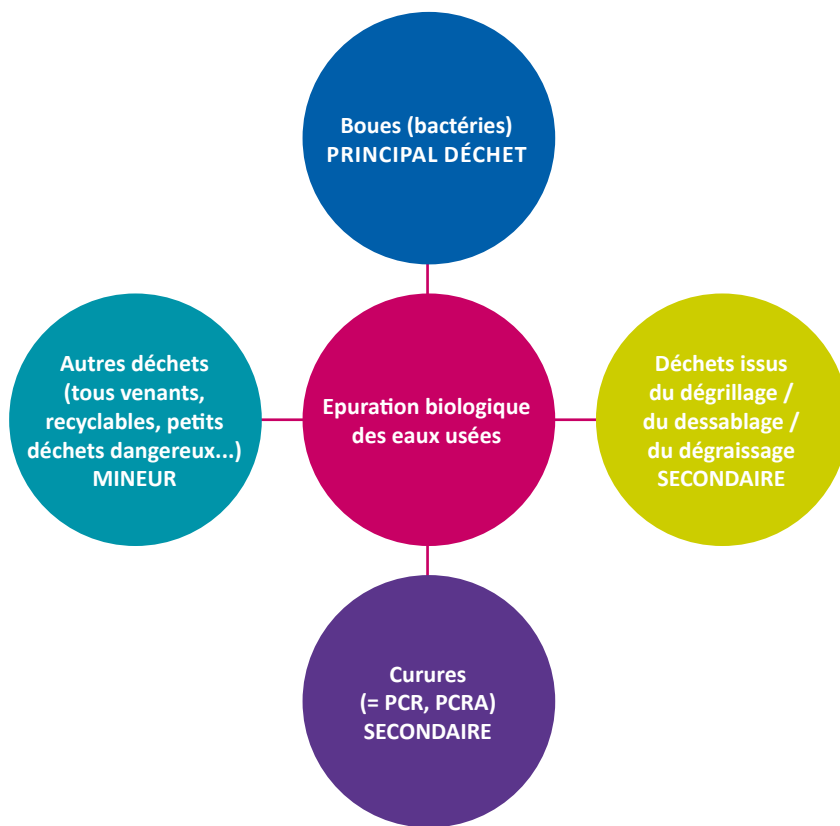 Boues (bactéries)
PRINCIPAL DÉCHET
Autres déchets
(tous venants,
recyclables, petits
déchets dangereux...)
MINEUR
Epuration biologique
des eaux usées
Déchets issus
du dégrillage /
du dessablage /
du dégraissage
SECONDAIRE
Curures
(= PCR, PCRA)
SECONDAIRE